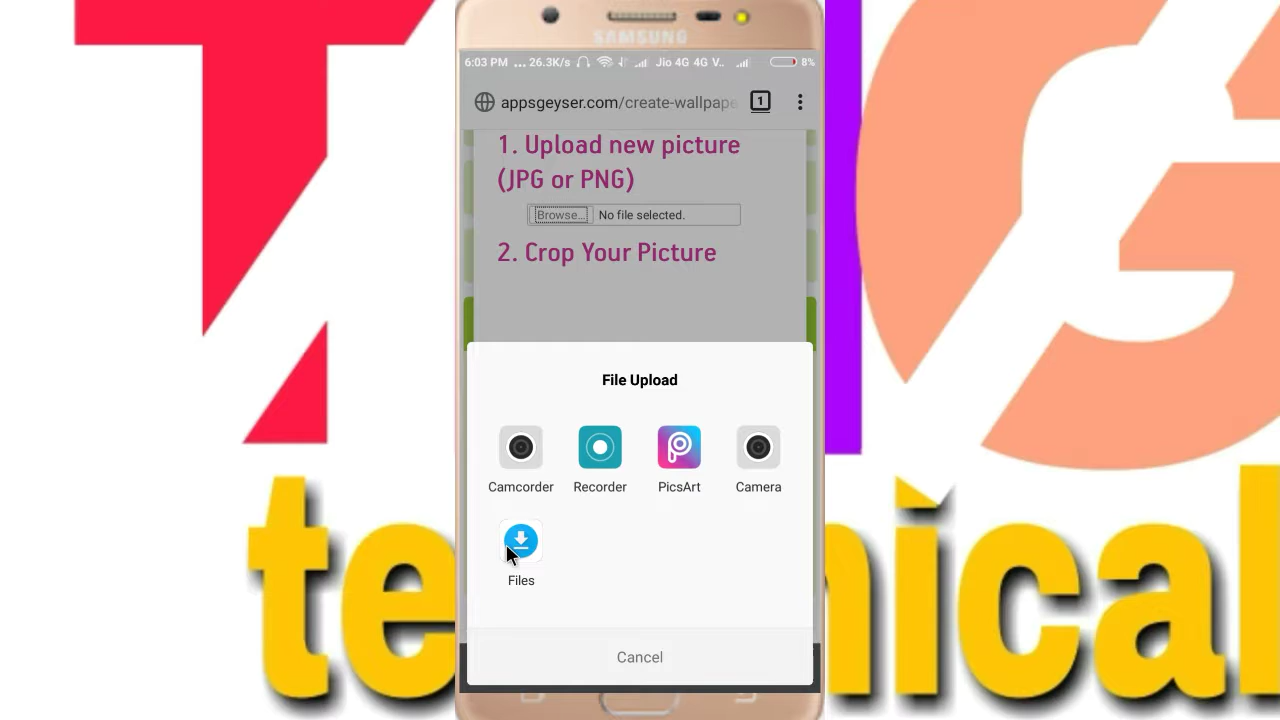 SAMSUNG
6:03 PM ... 26.3K/s Jio 4G 4G V.. 8%
appsgeyser.com/create-wallpape 1
1. Upload new picture
(JPG or PNG)
Browse... No file selected.
2. Crop Your Picture
File Upload
Camcorder Recorder PicsArt Camera
Files
Cancel
te nical